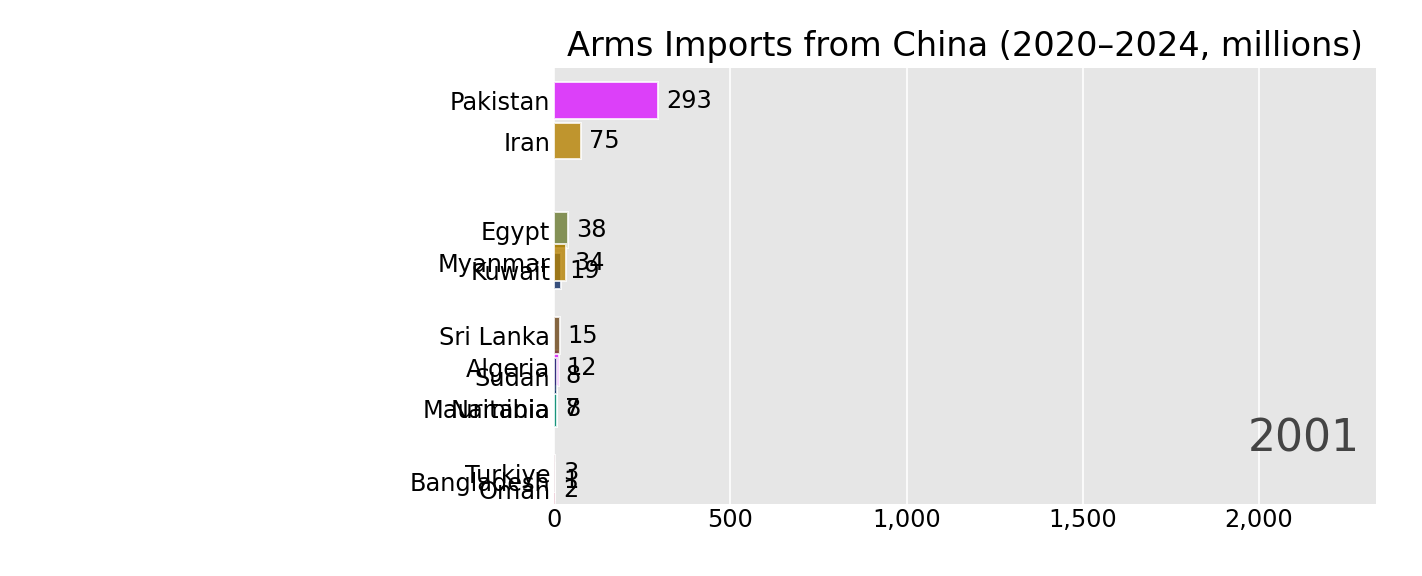 Arms Imports from China (2020–2024, millions)
Pakistan 293
Iran 75
Egypt 38
Myanmar 34
Kuwait 19
Sri Lanka 15
Algeria 12
Sudan 8
Mauritania 8
Namibia 7
Turkiye 3
Bangladesh 1
Oman 2
2001
0 500 1,000 1,500 2,000